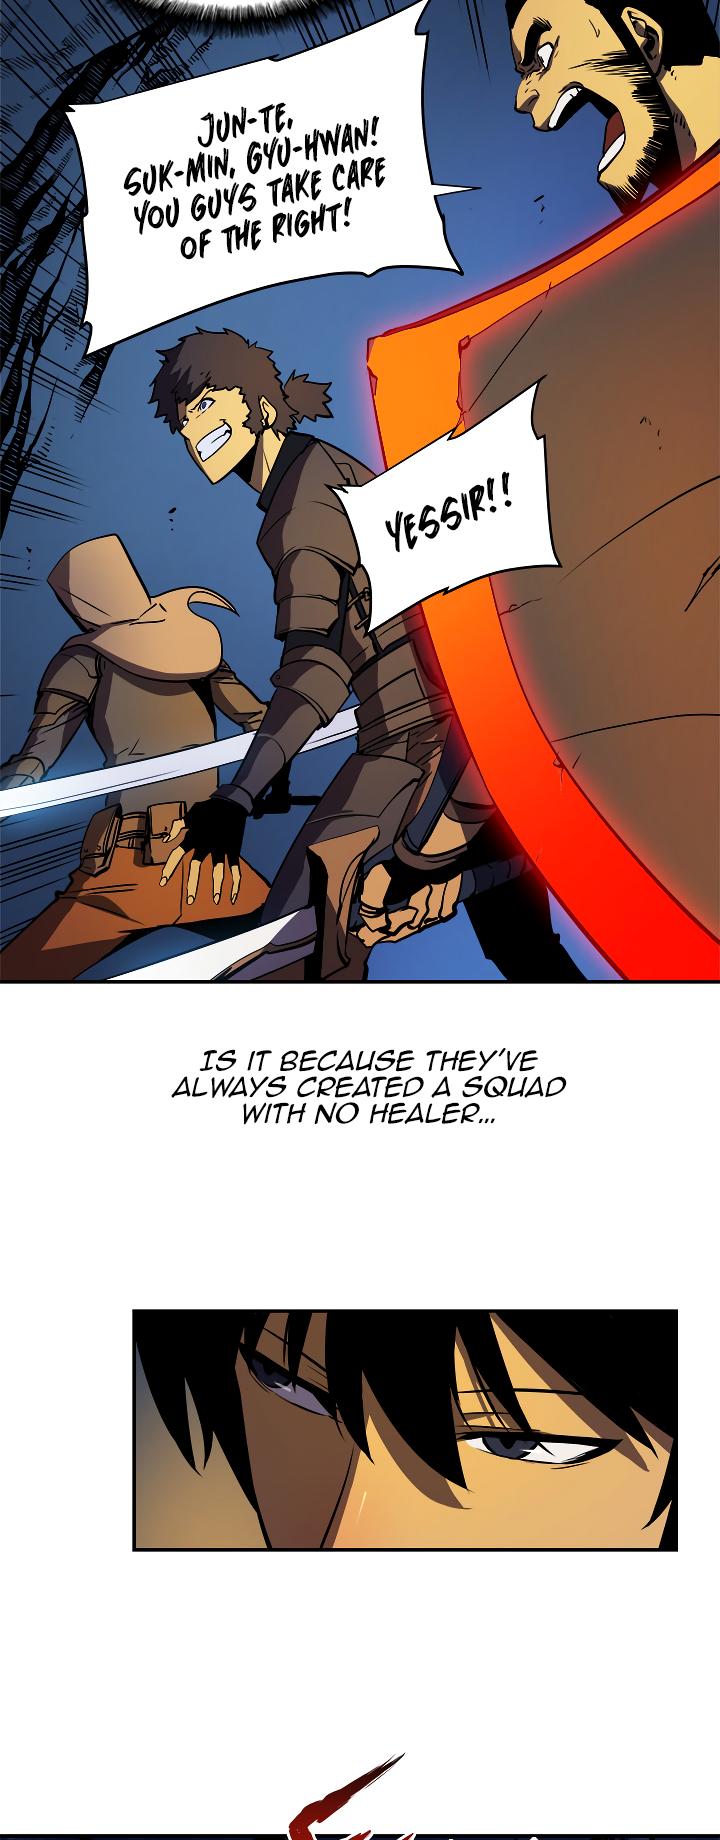 JUN-TE,
SUK-MIN, GYU-HWAN!
YOU GUYS TAKE CARE
OF THE RIGHT!
YESSIR!!
IS IT BECAUSE THEY'VE
ALWAYS CREATED A SQUAD
WITH NO HEALER...